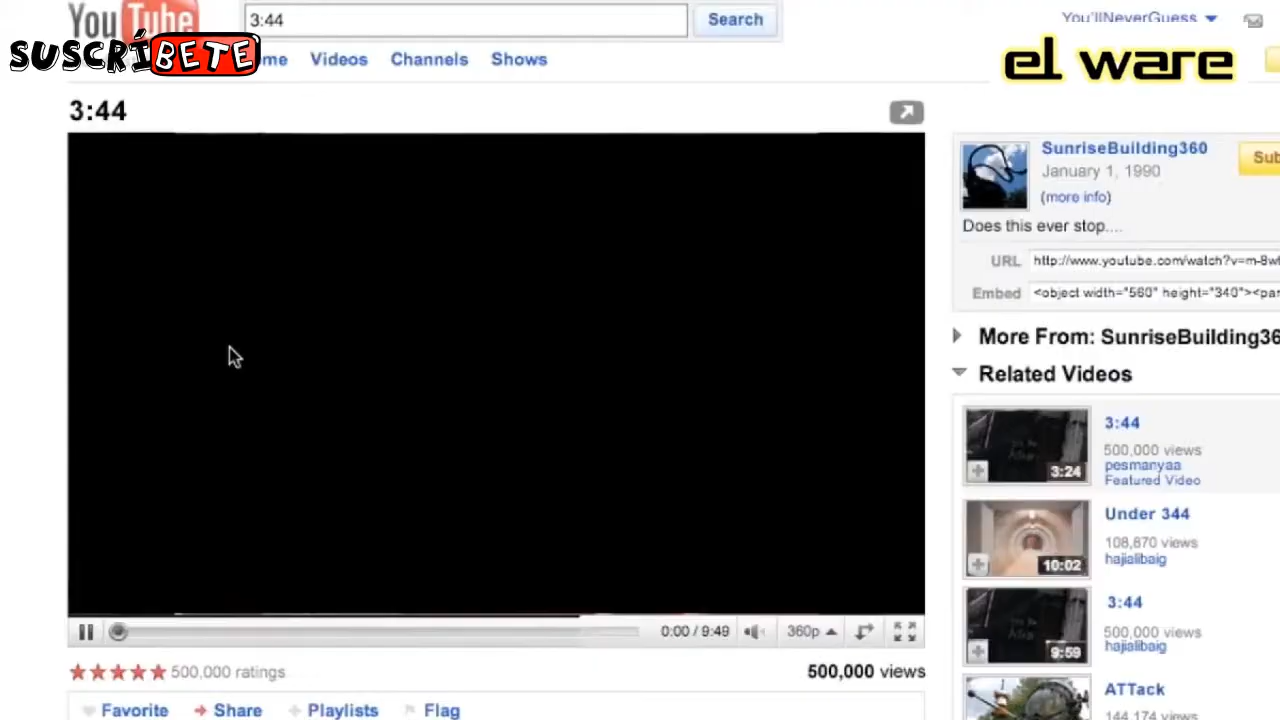 YouTube
3:44
Search
You'llNeverGuess
SUSCRÍBETE
Videos
Channels
Shows
el ware
3:44
SunriseBuilding360
January 1, 1990
(more info)
Does this ever stop....
URL
http://www.youtube.com/watch?v=m-8w
Embed
<object width="560" height="340"><par
More From: SunriseBuilding36
Related Videos
3:44
500,000 views
pesmanyaa
Featured Video
3:24
Under 344
108,870 views
hajialibaig
10:02
3:44
500,000 views
hajialibaig
9:59
ATTack
144,174 views
0:00 / 9:49
360p
500,000 ratings
500,000 views
Favorite
Share
Playlists
Flag